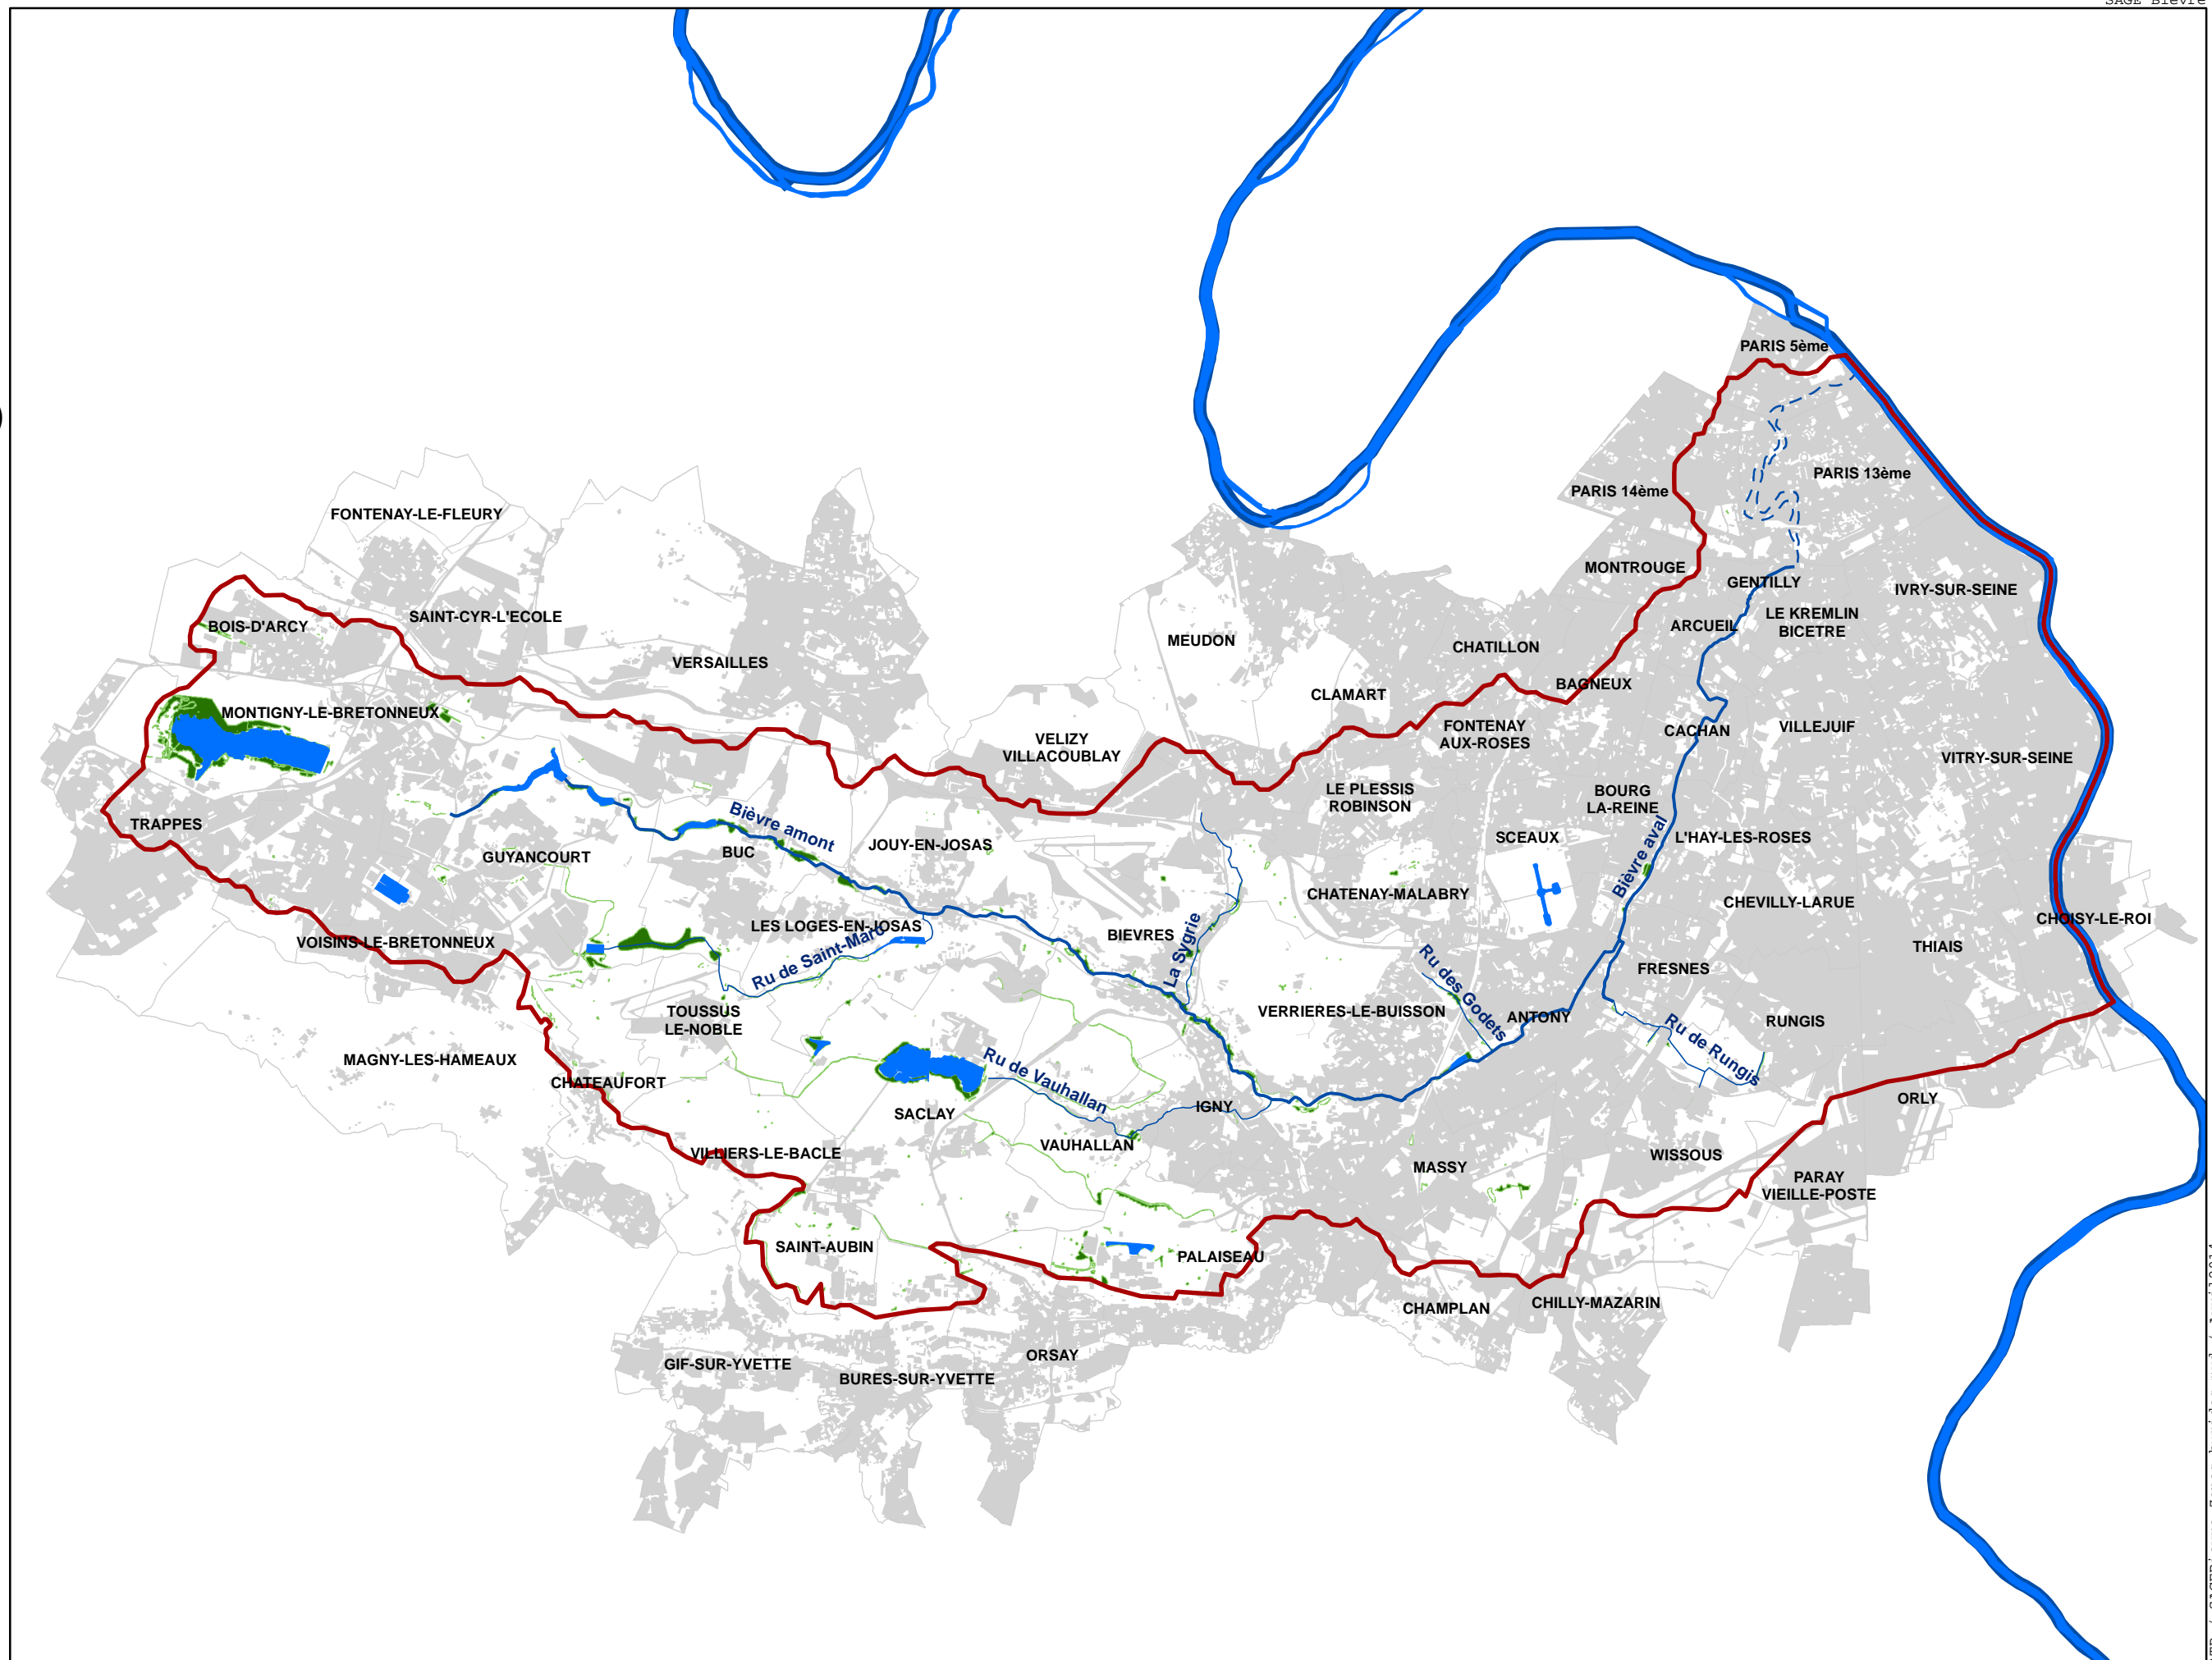 SAGE Bièvre
PARIS 5ème
PARIS 13ème
PARIS 14ème
FONTENAY-LE-FLEURY
MONTROUGE
GENTILLY
IVRY-SUR-SEINE
BOIS-D'ARCY
SAINT-CYR-L'ECOLE
ARCUEIL
LE KREMLIN
BICETRE
MEUDON
CHATILLON
VERSAILLES
BAGNEUX
CLAMART
MONTIGNY-LE-BRETONNEUX
FONTENAY
AUX-ROSES
CACHAN
VILLEJUIF
VELIZY
VILLACOUBLAY
VITRY-SUR-SEINE
LE PLESSIS
ROBINSON
BOURG
LA-REINE
TRAPPES
Bièvre amont
BUC
JOUY-EN-JOSAS
SCEAUX
L'HAY-LES-ROSES
GUYANCOURT
Bièvre aval
CHATENAY-MALABRY
CHEVILLY-LARUE
CHOISY-LE-ROI
LES LOGES-EN-JOSAS
BIEVRES
La Sygrie
VOISINS-LE-BRETONNEUX
THIAIS
Ru de Saint-Marc
FRESNES
Ru des Godets
TOUSSUS
LE-NOBLE
VERRIERES-LE-BUISSON
ANTONY
RUNGIS
Ru de Rungis
MAGNY-LES-HAMEAUX
CHATEAUFORT
Ru de Vauhallan
SACLAY
IGNY
ORLY
VAUHALLAN
VILLIERS-LE-BACLE
WISSOUS
MASSY
PARAY
VIEILLE-POSTE
SAINT-AUBIN
PALAISEAU
CHAMPLAN
CHILLY-MAZARIN
ORSAY
GIF-SUR-YVETTE
BURES-SUR-YVETTE